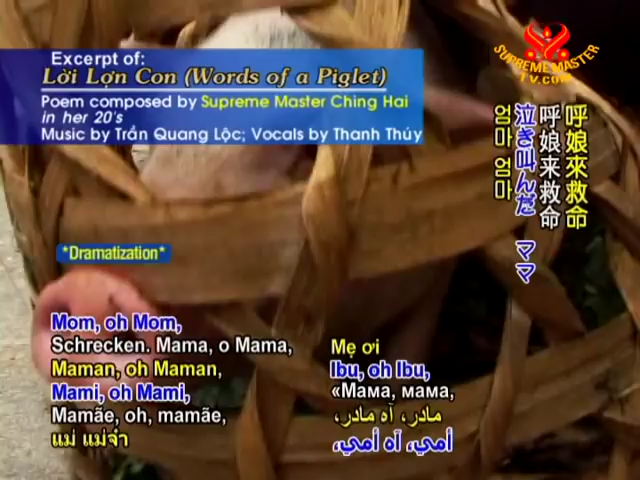 Excerpt of:
Lời Lợn Con (Words of a Piglet)
Poem composed by Supreme Master Ching Hai
in her 20's
Music by Trần Quang Lộc; Vocals by Thanh Thúy
SUPREME MASTER
TV.COM
呼娘來救命
呼娘来救命
泣き叫んだ ママ
엄마 엄마
*Dramatization*
Mom, oh Mom,
Schrecken. Mama, o Mama,
Maman, oh Maman,
Mami, oh Mami,
Mamãe, oh, mamãe,
แม่ แม่จ๋า
Mẹ ơi
Ibu, oh Ibu,
«Мама, мама,
مادر، آه مادر،
أمي، آه أمي،